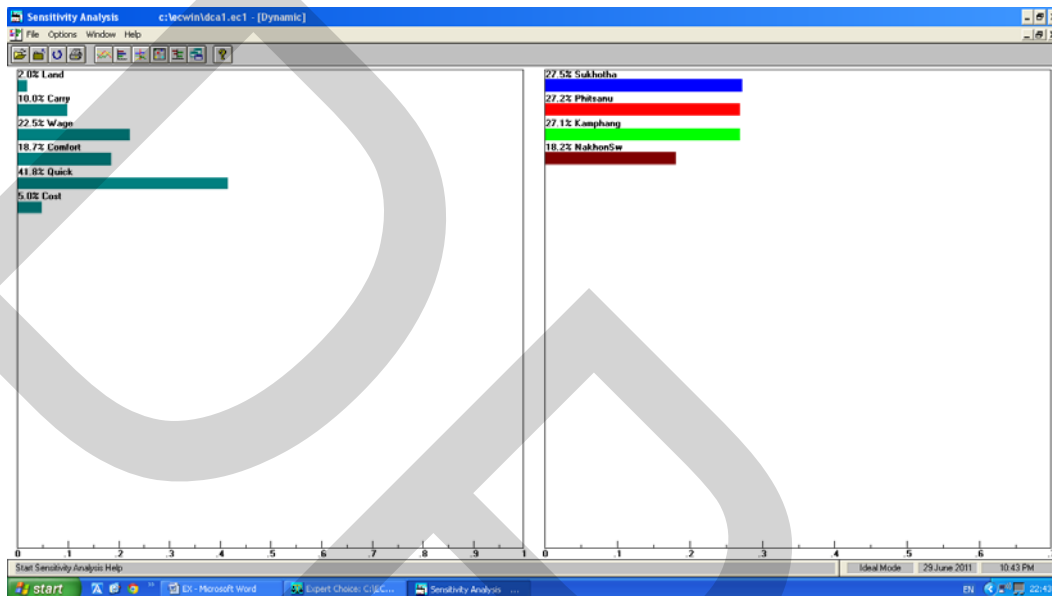 Sensitivity Analysis c:\ecwin\dca1.ec1 - [Dynamic]
File Options Window Help
2.0% Land
10.0% Carry
22.5% Wage
18.7% Comfort
41.8% Quick
5.0% Cost
0 .1 .2 .3 .4 .5 .6 .7 .8 .9 1
27.5% Sukhotha
27.2% Phitsanu
27.1% Kamphang
18.2% NakhonSw
0 .1 .2 .3 .4 .5 .6
Start Sensitivity Analysis Help
Ideal Mode 29 June 2011 10:43 PM
start EX - Microsoft Word Expert Choice: C:\EC... Sensitivity Analysis ... EN 22:43